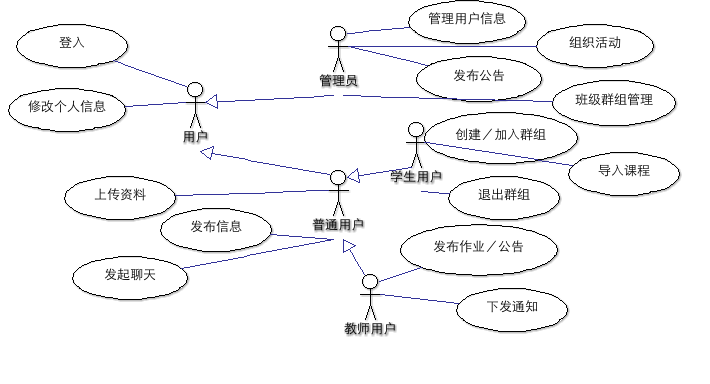 管理用户信息
登入
组织活动
发布公告
管理员
修改个人信息
班级群组管理
用户
创建／加入群组
导入课程
学生用户
上传资料
退出群组
普通用户
发布信息
发布作业／公告
发起聊天
下发通知
教师用户